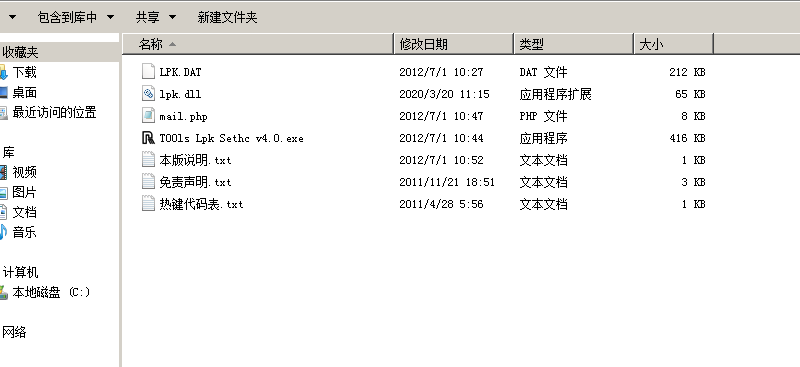 包含到库中 共享 新建文件夹
收藏夹
下载
桌面
最近访问的位置
库
视频
图片
文档
音乐
计算机
本地磁盘 (C:)
网络
名称 修改日期 类型 大小
LPK.DAT 2012/7/1 10:27 DAT 文件 212 KB
lpk.dll 2020/3/20 11:15 应用程序扩展 65 KB
mail.php 2012/7/1 10:47 PHP 文件 8 KB
T00ls Lpk Sethc v4.0.exe 2012/7/1 10:44 应用程序 416 KB
本版说明.txt 2012/7/1 10:52 文本文档 1 KB
免责声明.txt 2011/11/21 18:51 文本文档 3 KB
热键代码表.txt 2011/4/28 5:56 文本文档 1 KB